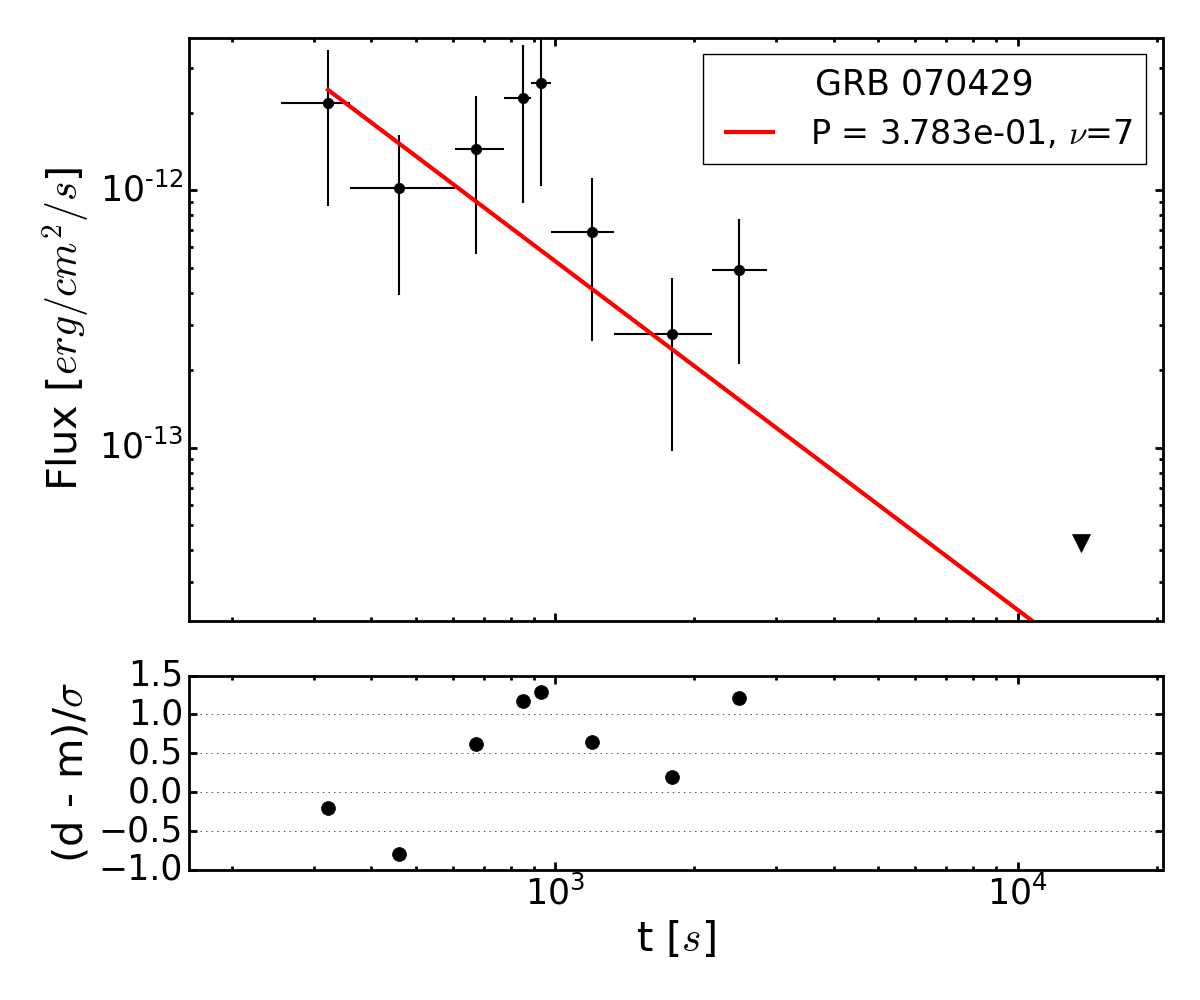 GRB 070429
P = 3.783e-01, ν=7
Flux [erg/cm²/s]
10⁻¹²
10⁻¹³
(d - m)/σ
1.5
1.0
0.5
0.0
−0.5
−1.0
10³ 10⁴
t [s]